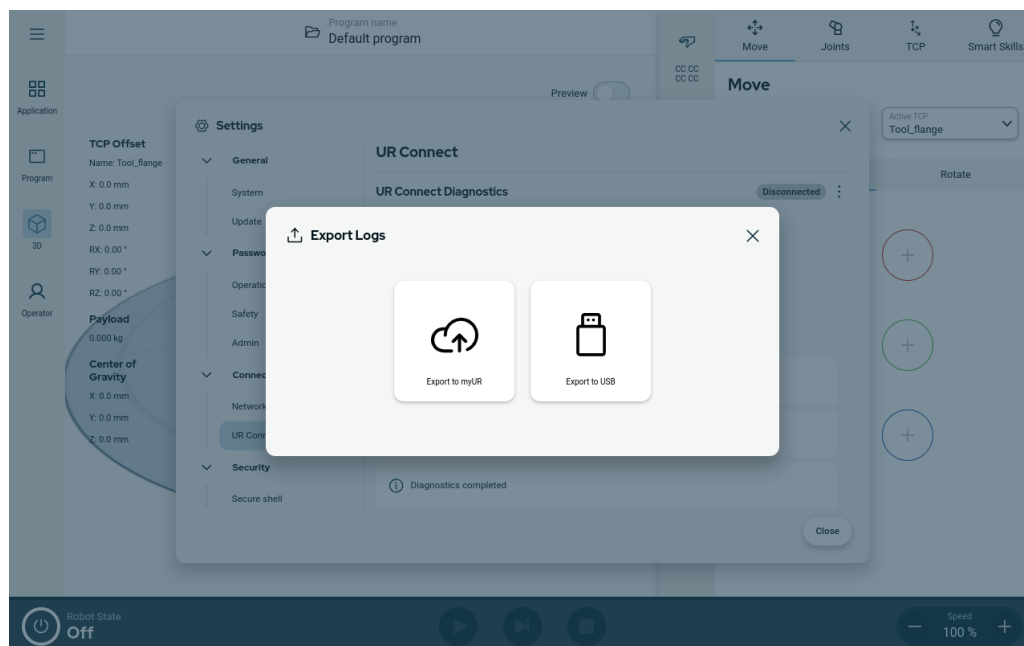 Program name
Default program
Application
Program
3D
Operator
TCP Offset
Name: Tool_flange
X: 0.0 mm
Y: 0.0 mm
Z: 0.0 mm
RX: 0.00 °
RY: 0.00 °
RZ: 0.00 °
Payload
0.000 kg
Center of
Gravity
X: 0.0 mm
Y: 0.0 mm
Z: 0.0 mm
Preview
CC CC
CC CC
Move
Joints
TCP
Smart Skills
Move
Active TCP
Tool_flange
Rotate
Settings
General
System
Update
Passwo
Operatio
Safety
Admin
Connec
Network
UR Conn
Security
Secure shell
UR Connect
UR Connect Diagnostics
Disconnected
Export Logs
Export to myUR
Export to USB
Diagnostics completed
Close
Robot State
Off
Speed
100 %